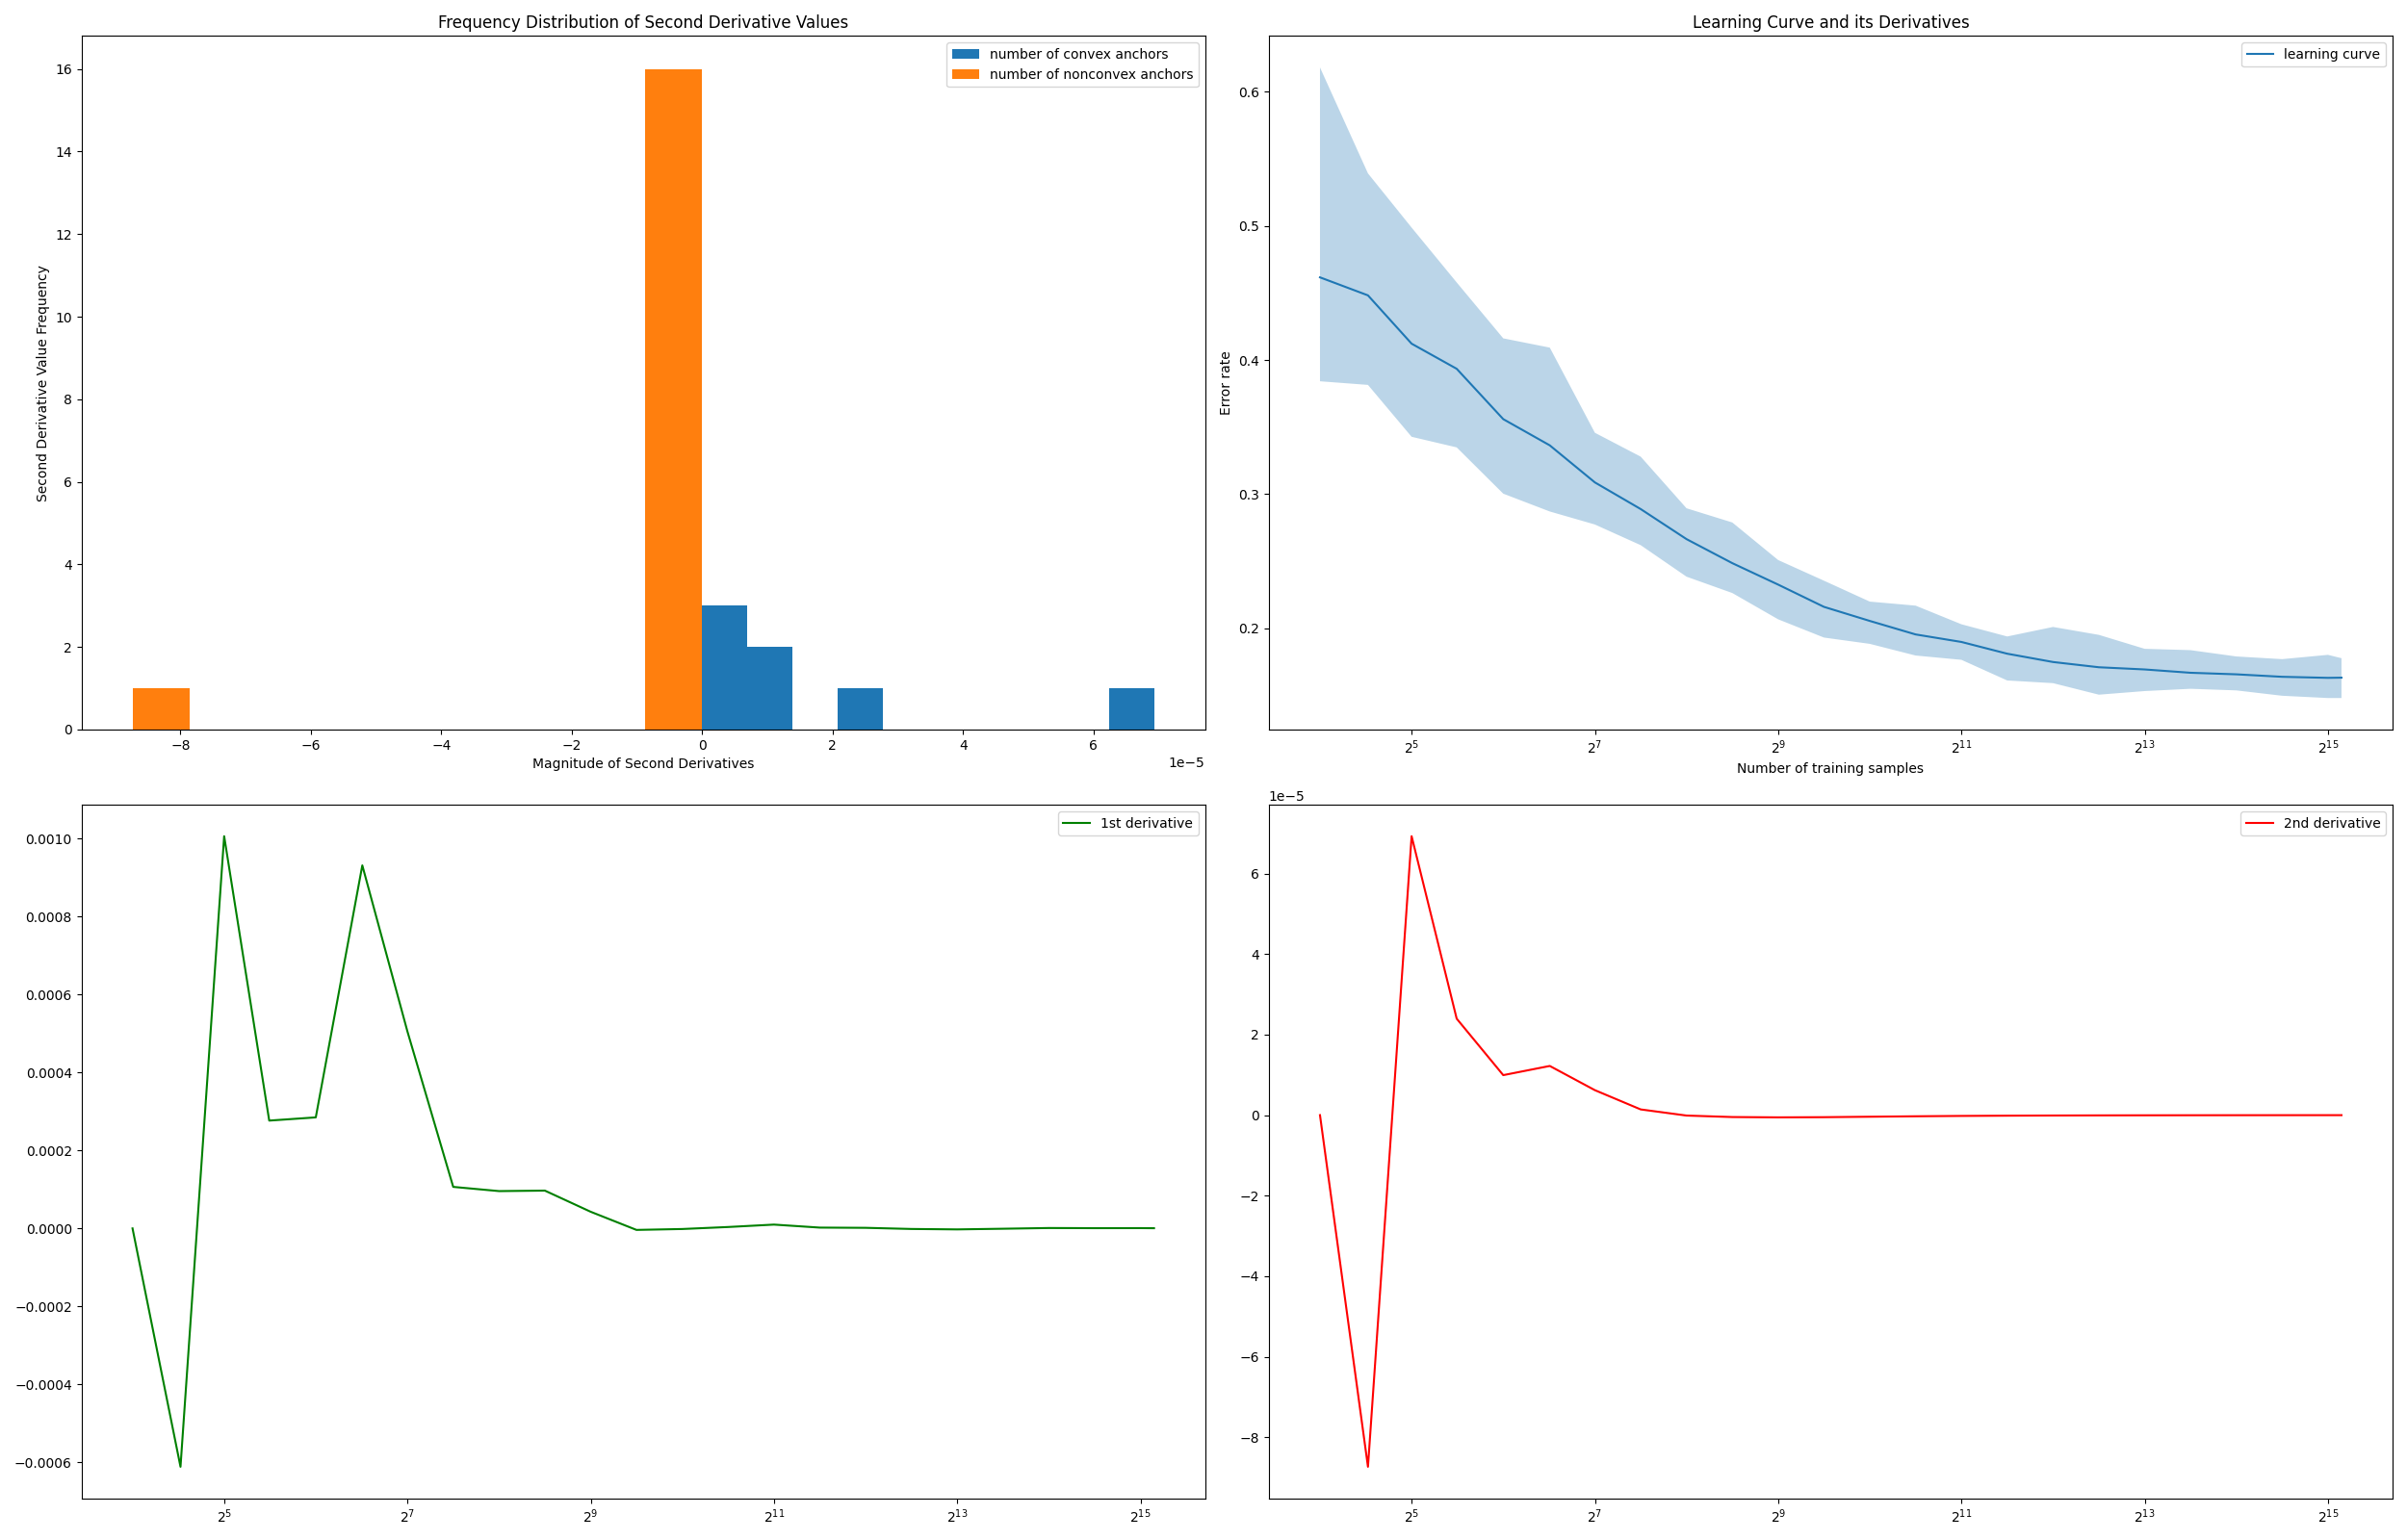 Frequency Distribution of Second Derivative Values
number of convex anchors
number of nonconvex anchors
16
14
12
10
8
6
4
2
0
Second Derivative Value Frequency
−8 −6 −4 −2 0 2 4 6
1e−5
Magnitude of Second Derivatives
Learning Curve and its Derivatives
learning curve
0.6
0.5
0.4
0.3
0.2
Error rate
2^5 2^7 2^9 2^11 2^13 2^15
Number of training samples
1st derivative
0.0010
0.0008
0.0006
0.0004
0.0002
0.0000
−0.0002
−0.0004
−0.0006
2^5 2^7 2^9 2^11 2^13 2^15
1e−5
2nd derivative
6
4
2
0
−2
−4
−6
−8
2^5 2^7 2^9 2^11 2^13 2^15